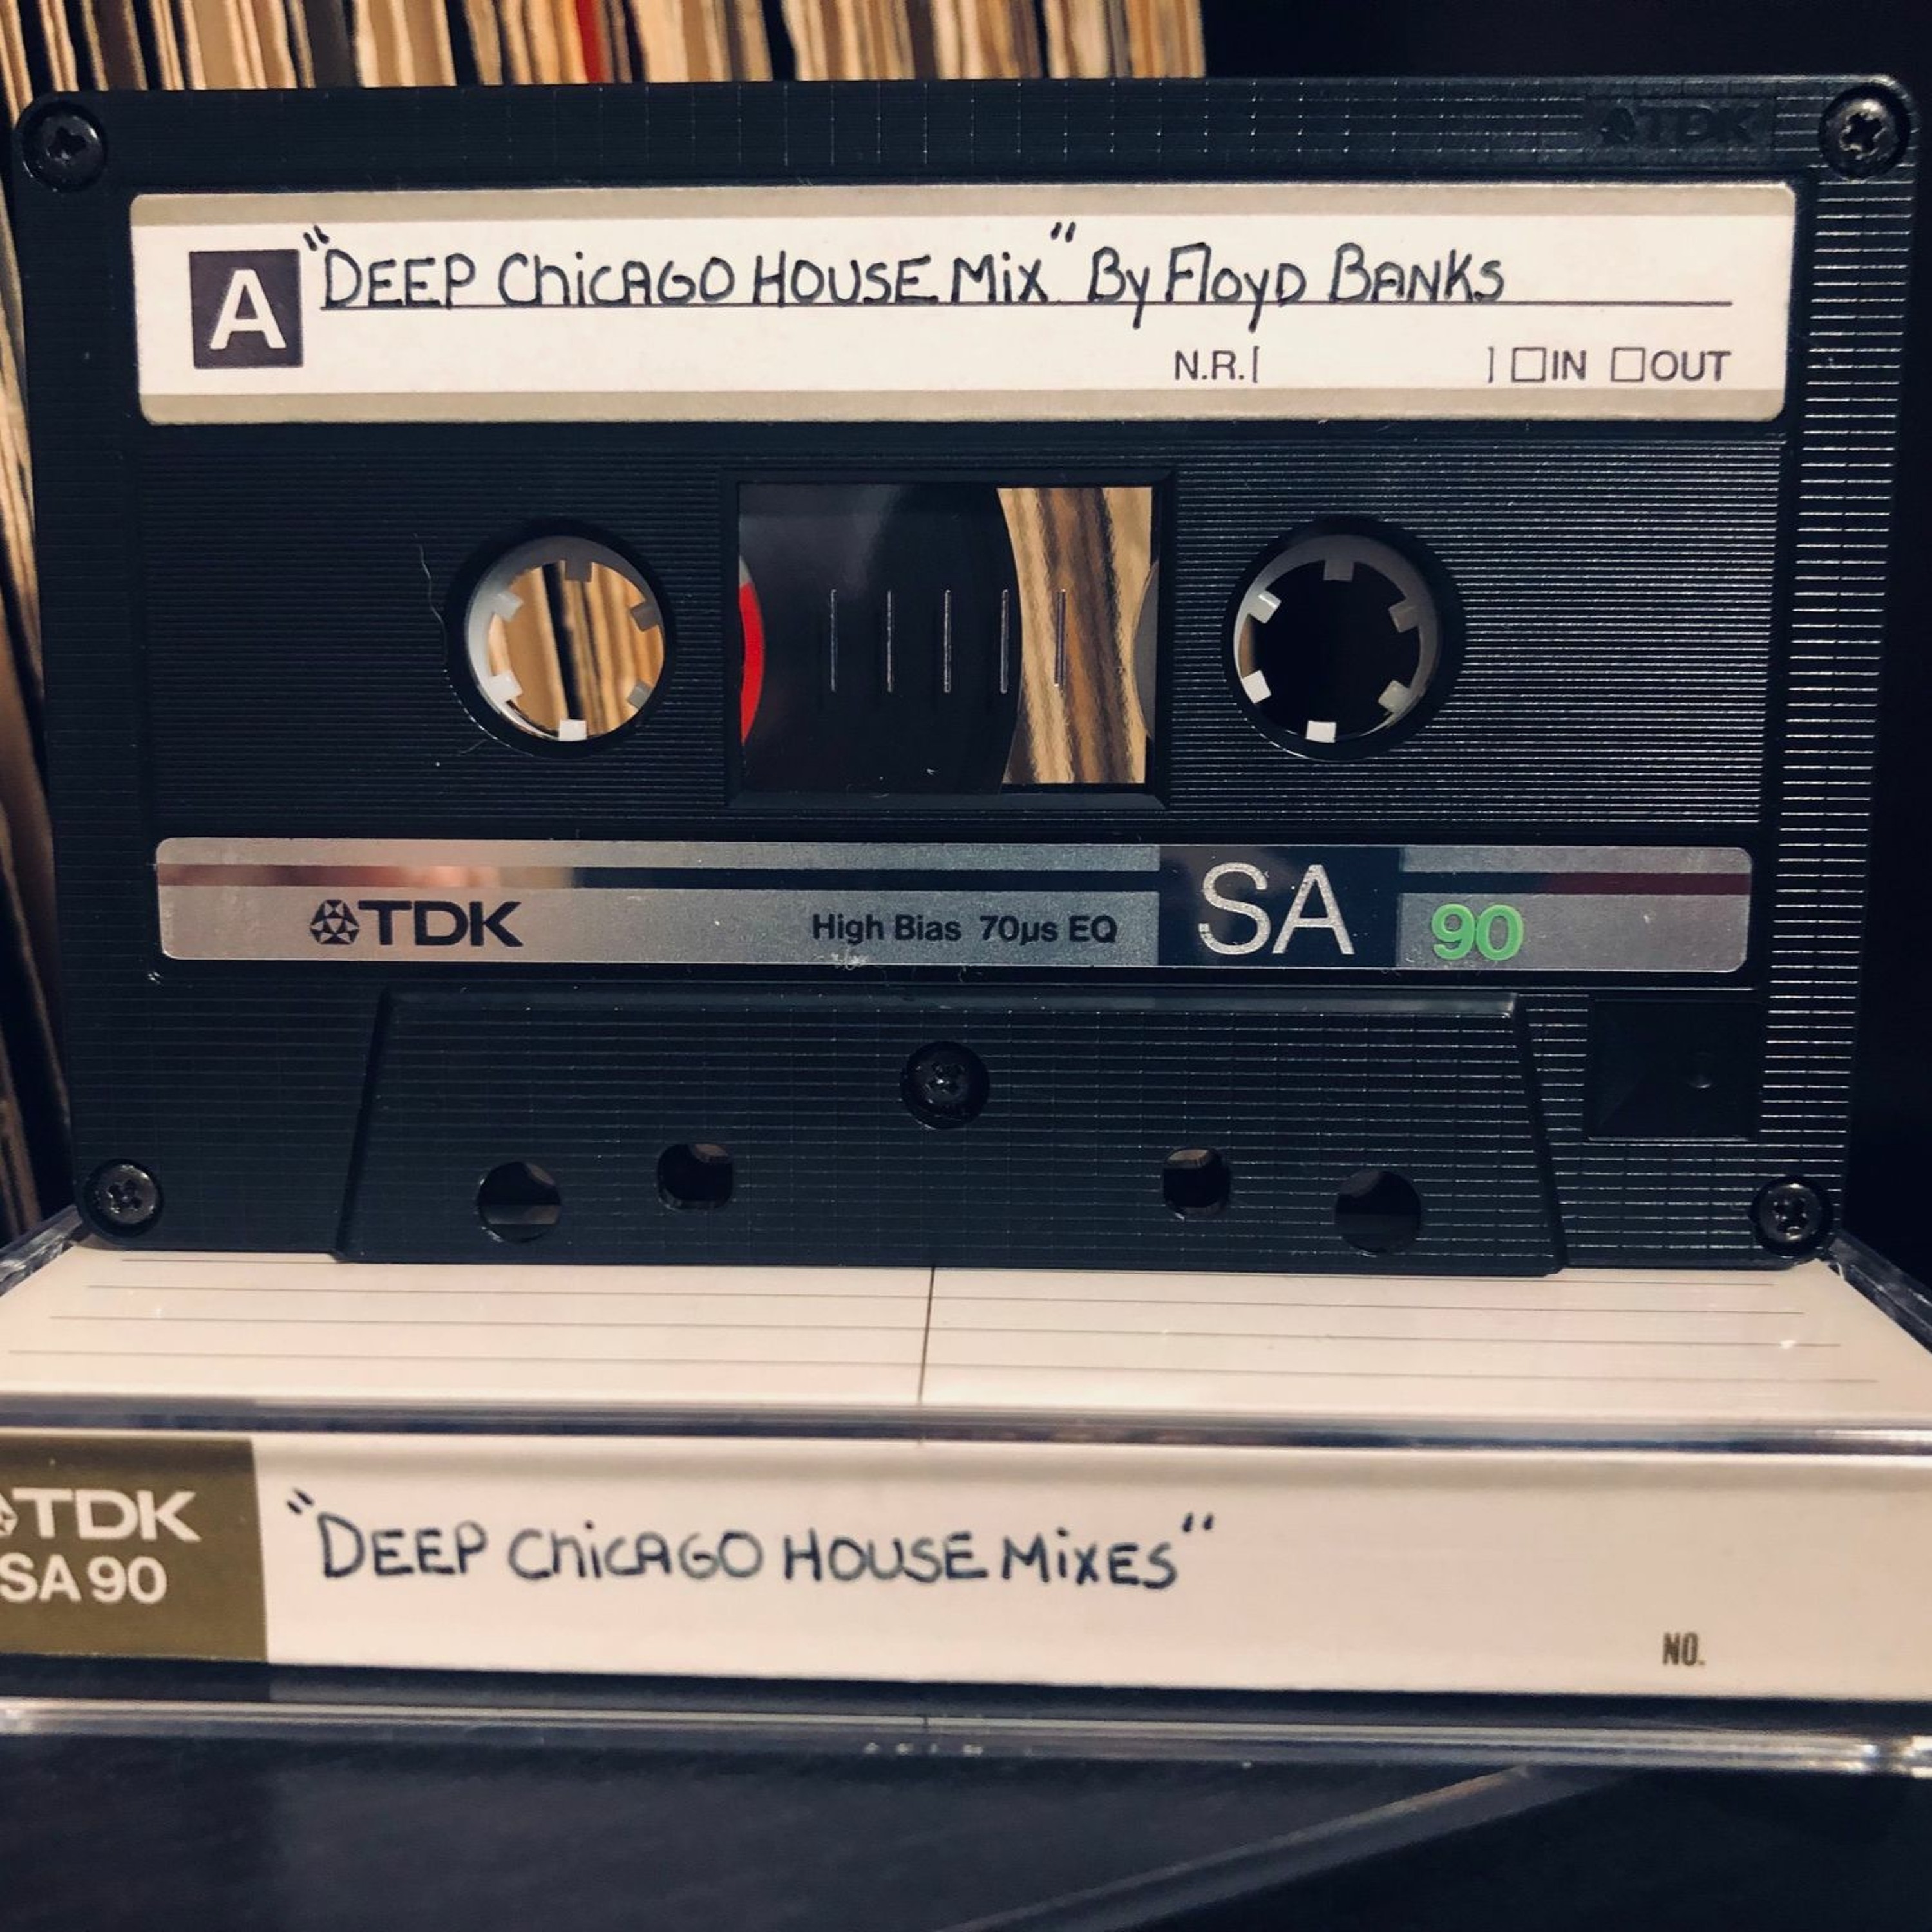 TDK
A "DEEP ChicAGO HOUSE Mix" By Floyd BANKS
N.R.[ ] □IN □OUT
TDK High Bias 70µs EQ SA 90
TDK
SA 90
"DEEP ChicAGO HOUSE MixES"
NO.